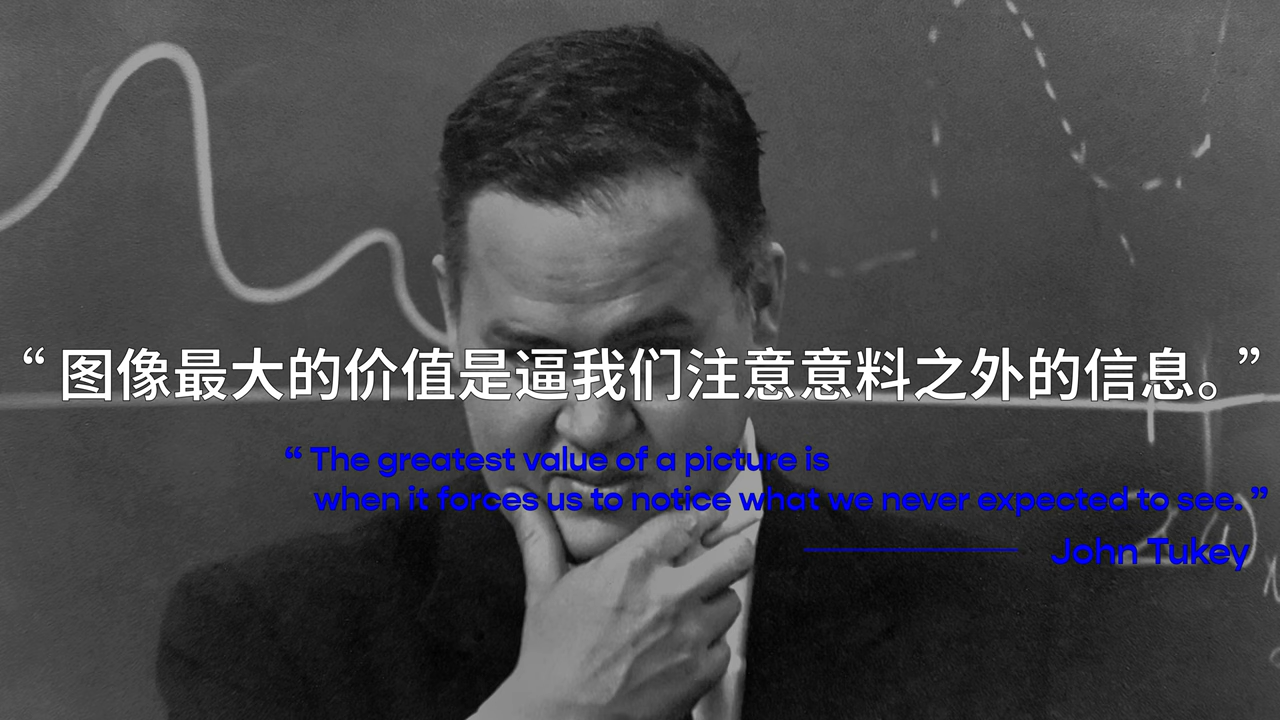 “ 图像最大的价值是逼我们注意意料之外的信息。”
“ The greatest value of a picture is
when it forces us to notice what we never expected to see.”
John Tukey